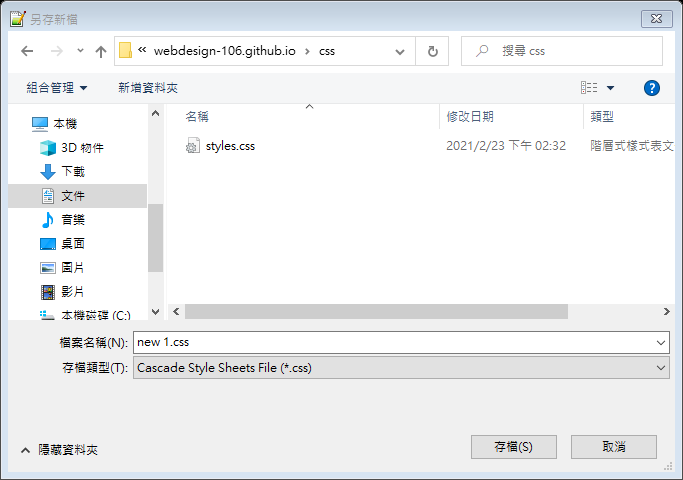 另存新檔
« webdesign-106.github.io › css
搜尋 css
組合管理 新增資料夾
名稱 修改日期 類型
本機
3D 物件
下載
文件
音樂
桌面
圖片
影片
本機磁碟 (C:)
styles.css 2021/2/23 下午 02:32 階層式樣式表文
檔案名稱(N): new 1.css
存檔類型(T): Cascade Style Sheets File (*.css)
隱藏資料夾 存檔(S) 取消